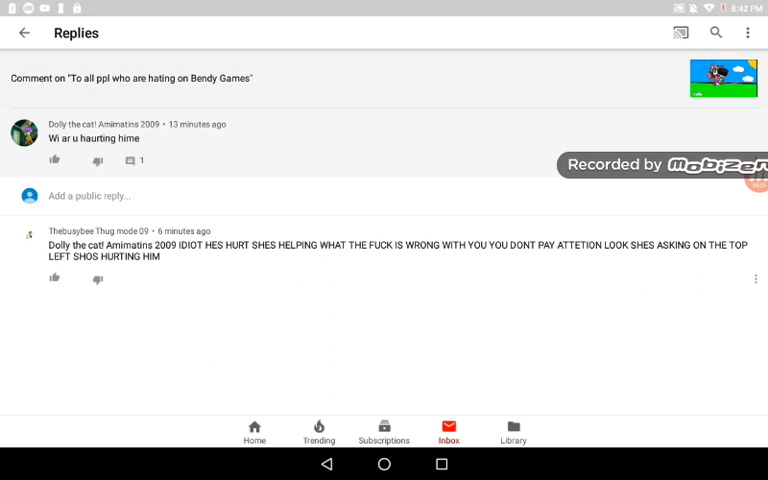 8:42 PM
Replies
Comment on "To all ppl who are hating on Bendy Games"
Dolly the cat! Amimatins 2009 • 13 minutes ago
Wi ar u haurting hime
1
Recorded by mobizen
Add a public reply...
Thebusybee Thug mode 09 • 6 minutes ago
Dolly the cat! Amimatins 2009 IDIOT HES HURT SHES HELPING WHAT THE FUCK IS WRONG WITH YOU YOU DONT PAY ATTETION LOOK SHES ASKING ON THE TOP
LEFT SHOS HURTING HIM
Home Trending Subscriptions Inbox Library